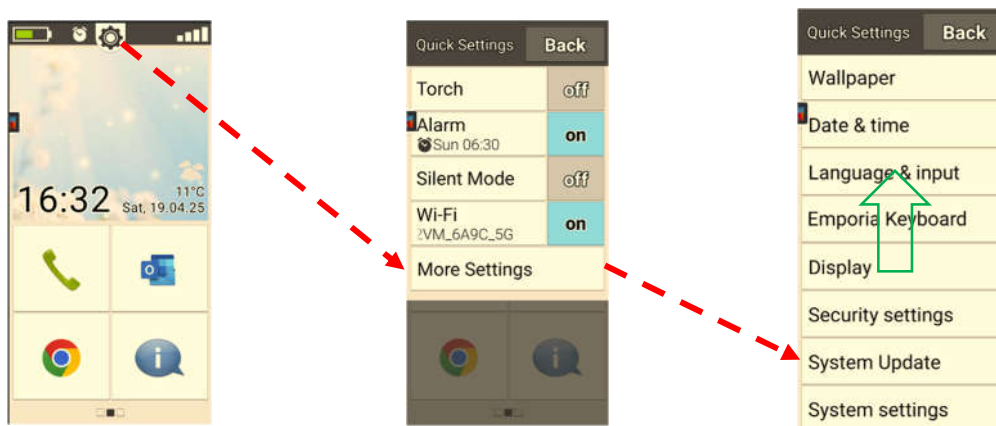 16:32
11°C
Sat, 19.04.25
Quick Settings Back
Torch off
Alarm on
Sun 06:30
Silent Mode off
Wi-Fi on
2VM_6A9C_5G
More Settings
Quick Settings Back
Wallpaper
Date & time
Language & input
Emporia Keyboard
Display
Security settings
System Update
System settings